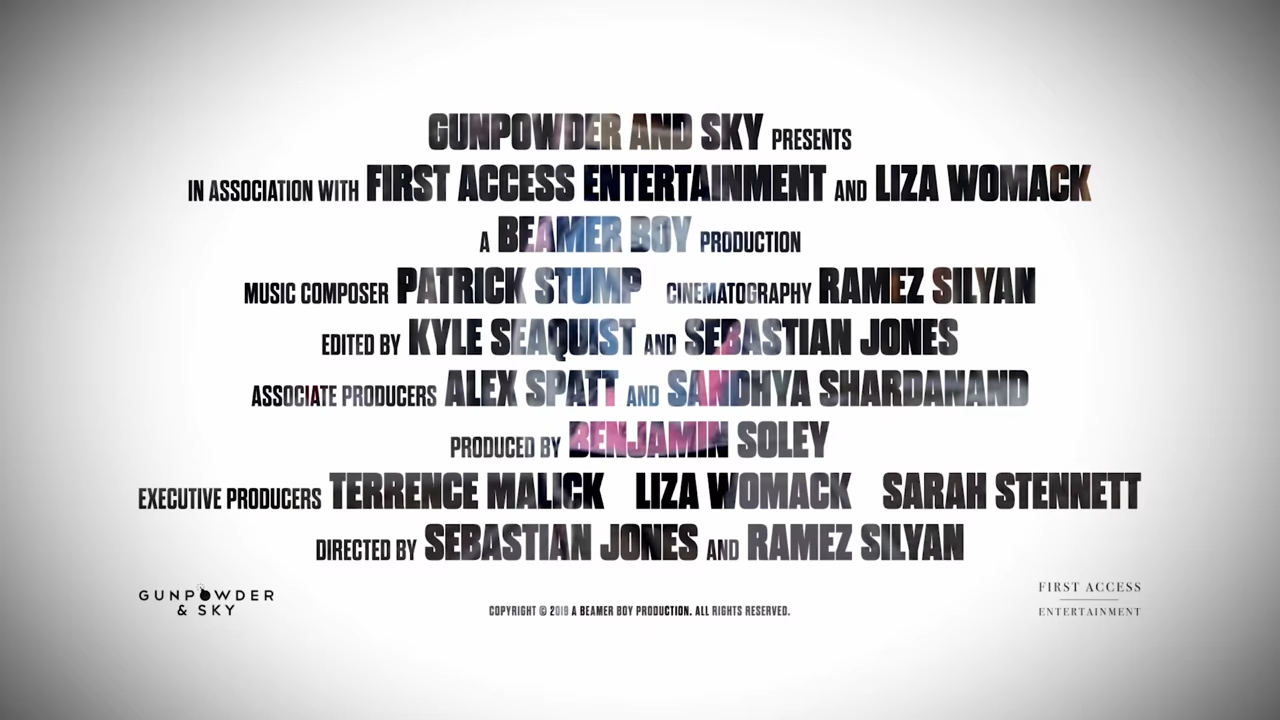 GUNPOWDER AND SKY PRESENTS
IN ASSOCIATION WITH FIRST ACCESS ENTERTAINMENT AND LIZA WOMACK
A BEAMER BOY PRODUCTION
MUSIC COMPOSER PATRICK STUMP CINEMATOGRAPHY RAMEZ SILYAN
EDITED BY KYLE SEAQUIST AND SEBASTIAN JONES
ASSOCIATE PRODUCERS ALEX SPATT AND SANDHYA SHARDANAND
PRODUCED BY BENJAMIN SOLEY
EXECUTIVE PRODUCERS TERRENCE MALICK LIZA WOMACK SARAH STENNETT
DIRECTED BY SEBASTIAN JONES AND RAMEZ SILYAN
GUNPOWDER
& SKY
COPYRIGHT © 2019 A BEAMER BOY PRODUCTION. ALL RIGHTS RESERVED.
FIRST ACCESS
ENTERTAINMENT